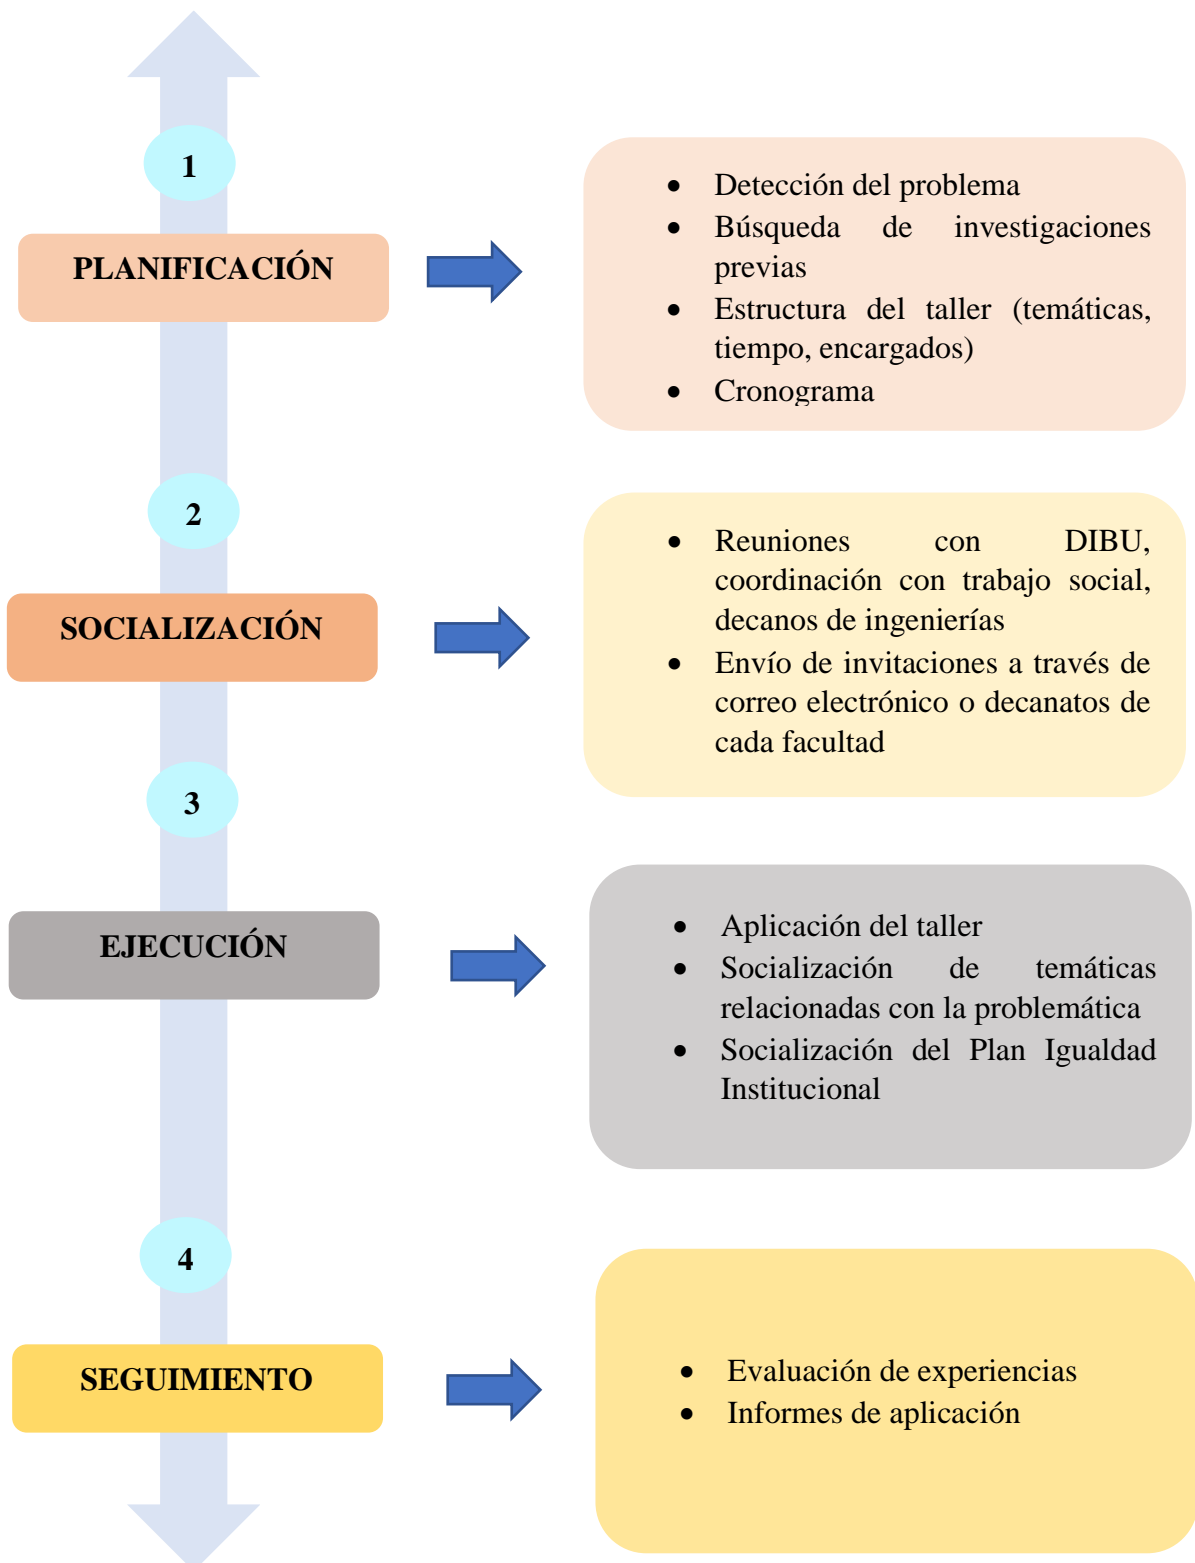 1
PLANIFICACIÓN
• Detección del problema
• Búsqueda de investigaciones
previas
• Estructura del taller (temáticas,
tiempo, encargados)
• Cronograma
2
SOCIALIZACIÓN
• Reuniones con DIBU,
coordinación con trabajo social,
decanos de ingenierías
• Envío de invitaciones a través de
correo electrónico o decanatos de
cada facultad
3
EJECUCIÓN
• Aplicación del taller
• Socialización de temáticas
relacionadas con la problemática
• Socialización del Plan Igualdad
Institucional
4
SEGUIMIENTO
• Evaluación de experiencias
• Informes de aplicación